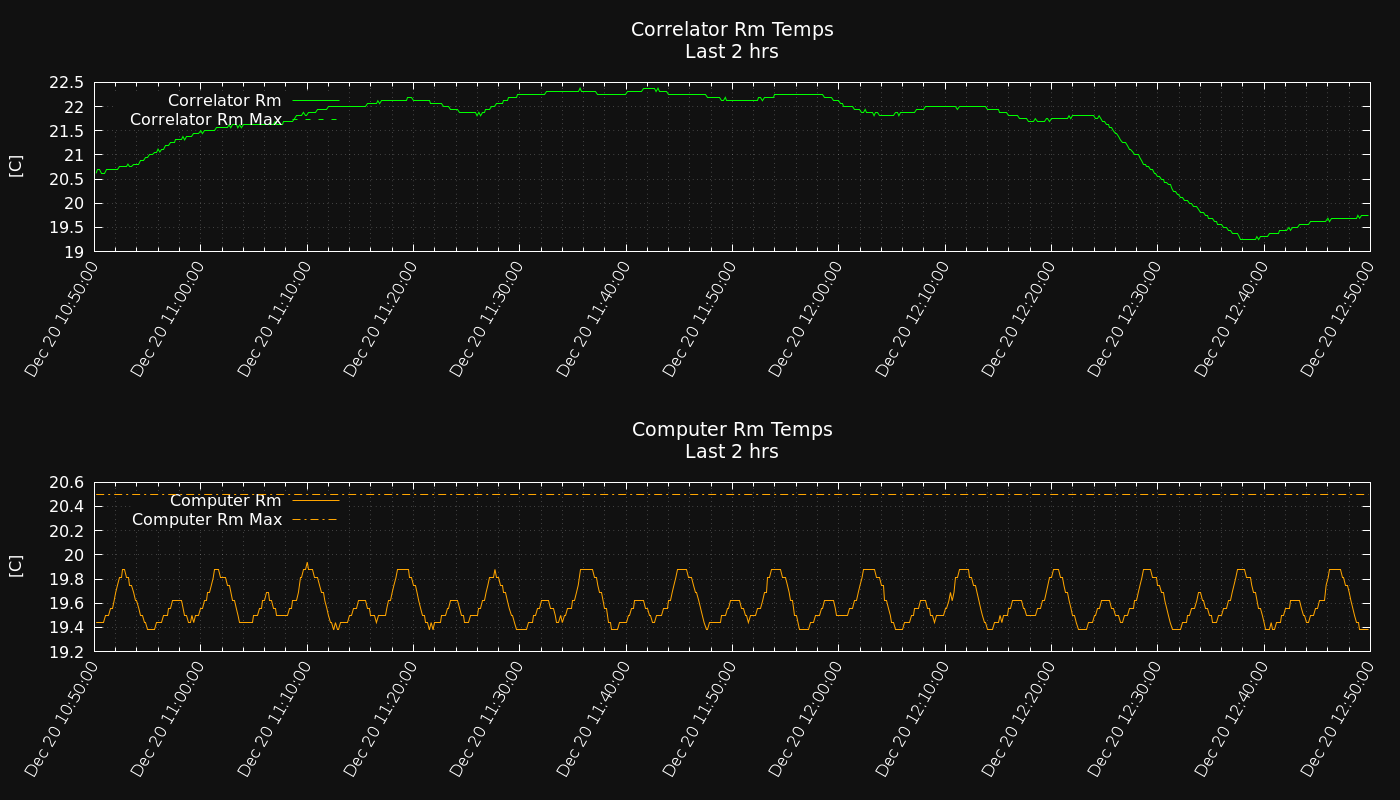 Correlator Rm Temps
Last 2 hrs
22.5
22
21.5
21
20.5
20
19.5
19
[C]
Correlator Rm
Correlator Rm Max
Dec 20 10:50:00
Dec 20 11:00:00
Dec 20 11:10:00
Dec 20 11:20:00
Dec 20 11:30:00
Dec 20 11:40:00
Dec 20 11:50:00
Dec 20 12:00:00
Dec 20 12:10:00
Dec 20 12:20:00
Dec 20 12:30:00
Dec 20 12:40:00
Dec 20 12:50:00
Computer Rm Temps
Last 2 hrs
20.6
20.4
20.2
20
19.8
19.6
19.4
19.2
[C]
Computer Rm
Computer Rm Max
Dec 20 10:50:00
Dec 20 11:00:00
Dec 20 11:10:00
Dec 20 11:20:00
Dec 20 11:30:00
Dec 20 11:40:00
Dec 20 11:50:00
Dec 20 12:00:00
Dec 20 12:10:00
Dec 20 12:20:00
Dec 20 12:30:00
Dec 20 12:40:00
Dec 20 12:50:00